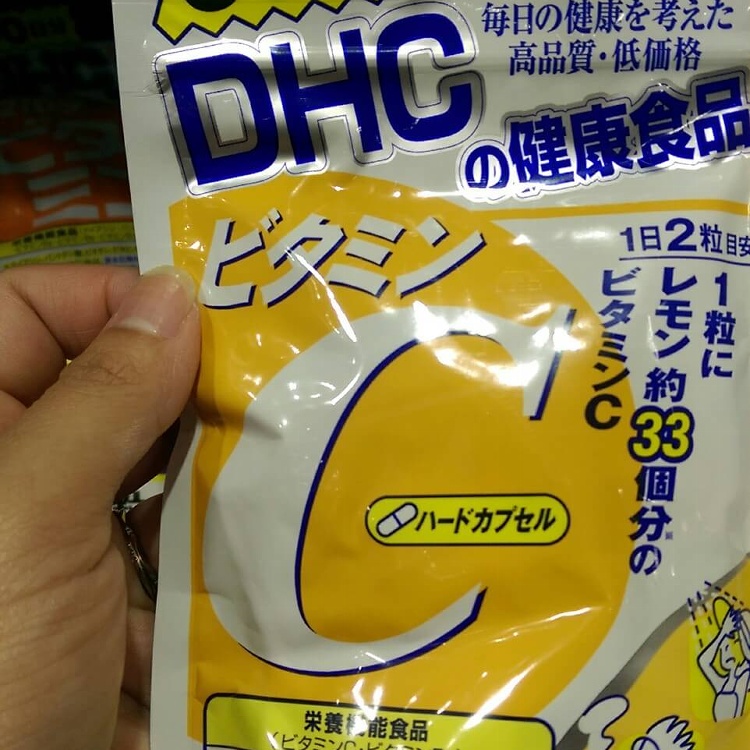 毎日の健康を考えた
高品質・低価格
DHC
の健康食品
ビタミン
C
1日2粒目安
1粒に
レモン約33個分の
ビタミンC
ハードカプセル
栄養機能食品